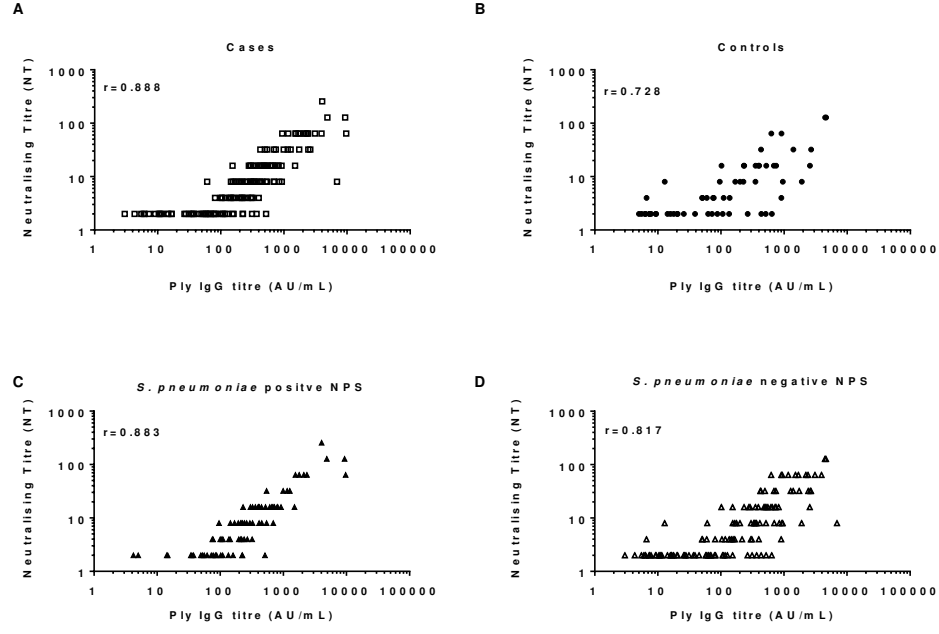 A
B
Cases
Controls
Neutralising Titre (NT)
1000
100
10
1
r=0.888
1 10 100 1000 10000 100000
Ply IgG titre (AU/mL)
Neutralising Titre (NT)
1000
100
10
1
r=0.728
1 10 100 1000 10000 100000
Ply IgG titre (AU/mL)
C
D
S. pneumoniae positve NPS
S. pneumoniae negative NPS
Neutralising Titre (NT)
1000
100
10
1
r=0.883
1 10 100 1000 10000 100000
Ply IgG titre (AU/mL)
Neutralising Titre (NT)
1000
100
10
1
r=0.817
1 10 100 1000 10000 100000
Ply IgG titre (AU/mL)